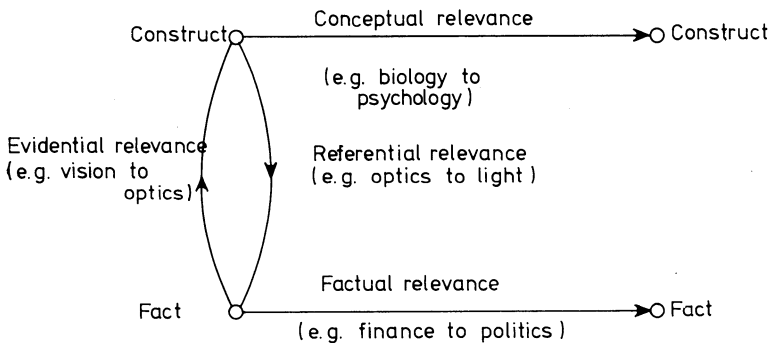 Conceptual relevance
Construct
Construct
(e.g. biology to
psychology)
Evidential relevance
(e.g. vision to
optics)
Referential relevance
(e.g. optics to light)
Factual relevance
Fact
Fact
(e.g. finance to politics)